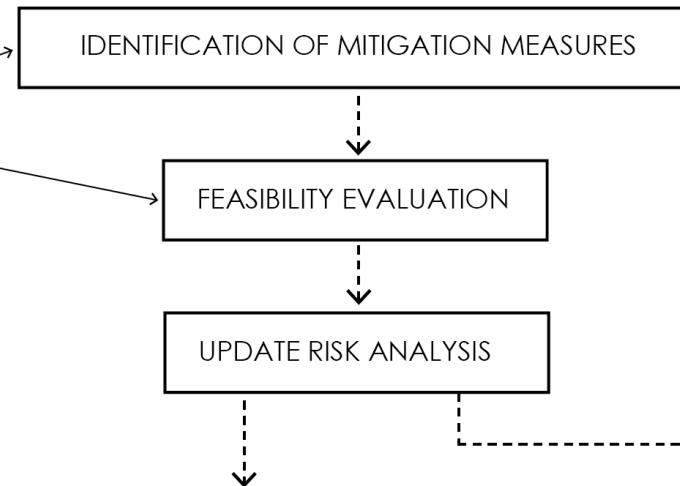 IDENTIFICATION OF MITIGATION MEASURES
FEASIBILITY EVALUATION
UPDATE RISK ANALYSIS